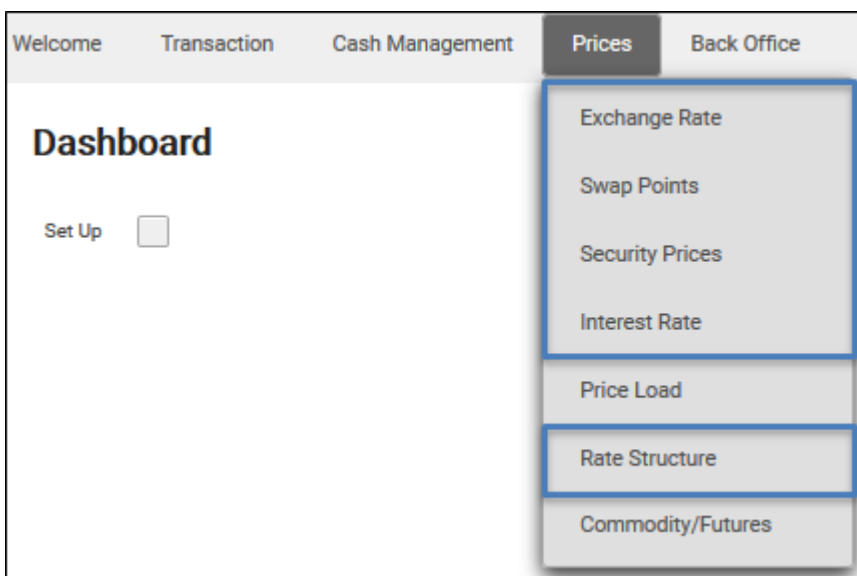 Welcome Transaction Cash Management Prices Back Office
Dashboard
Set Up
Exchange Rate
Swap Points
Security Prices
Interest Rate
Price Load
Rate Structure
Commodity/Futures